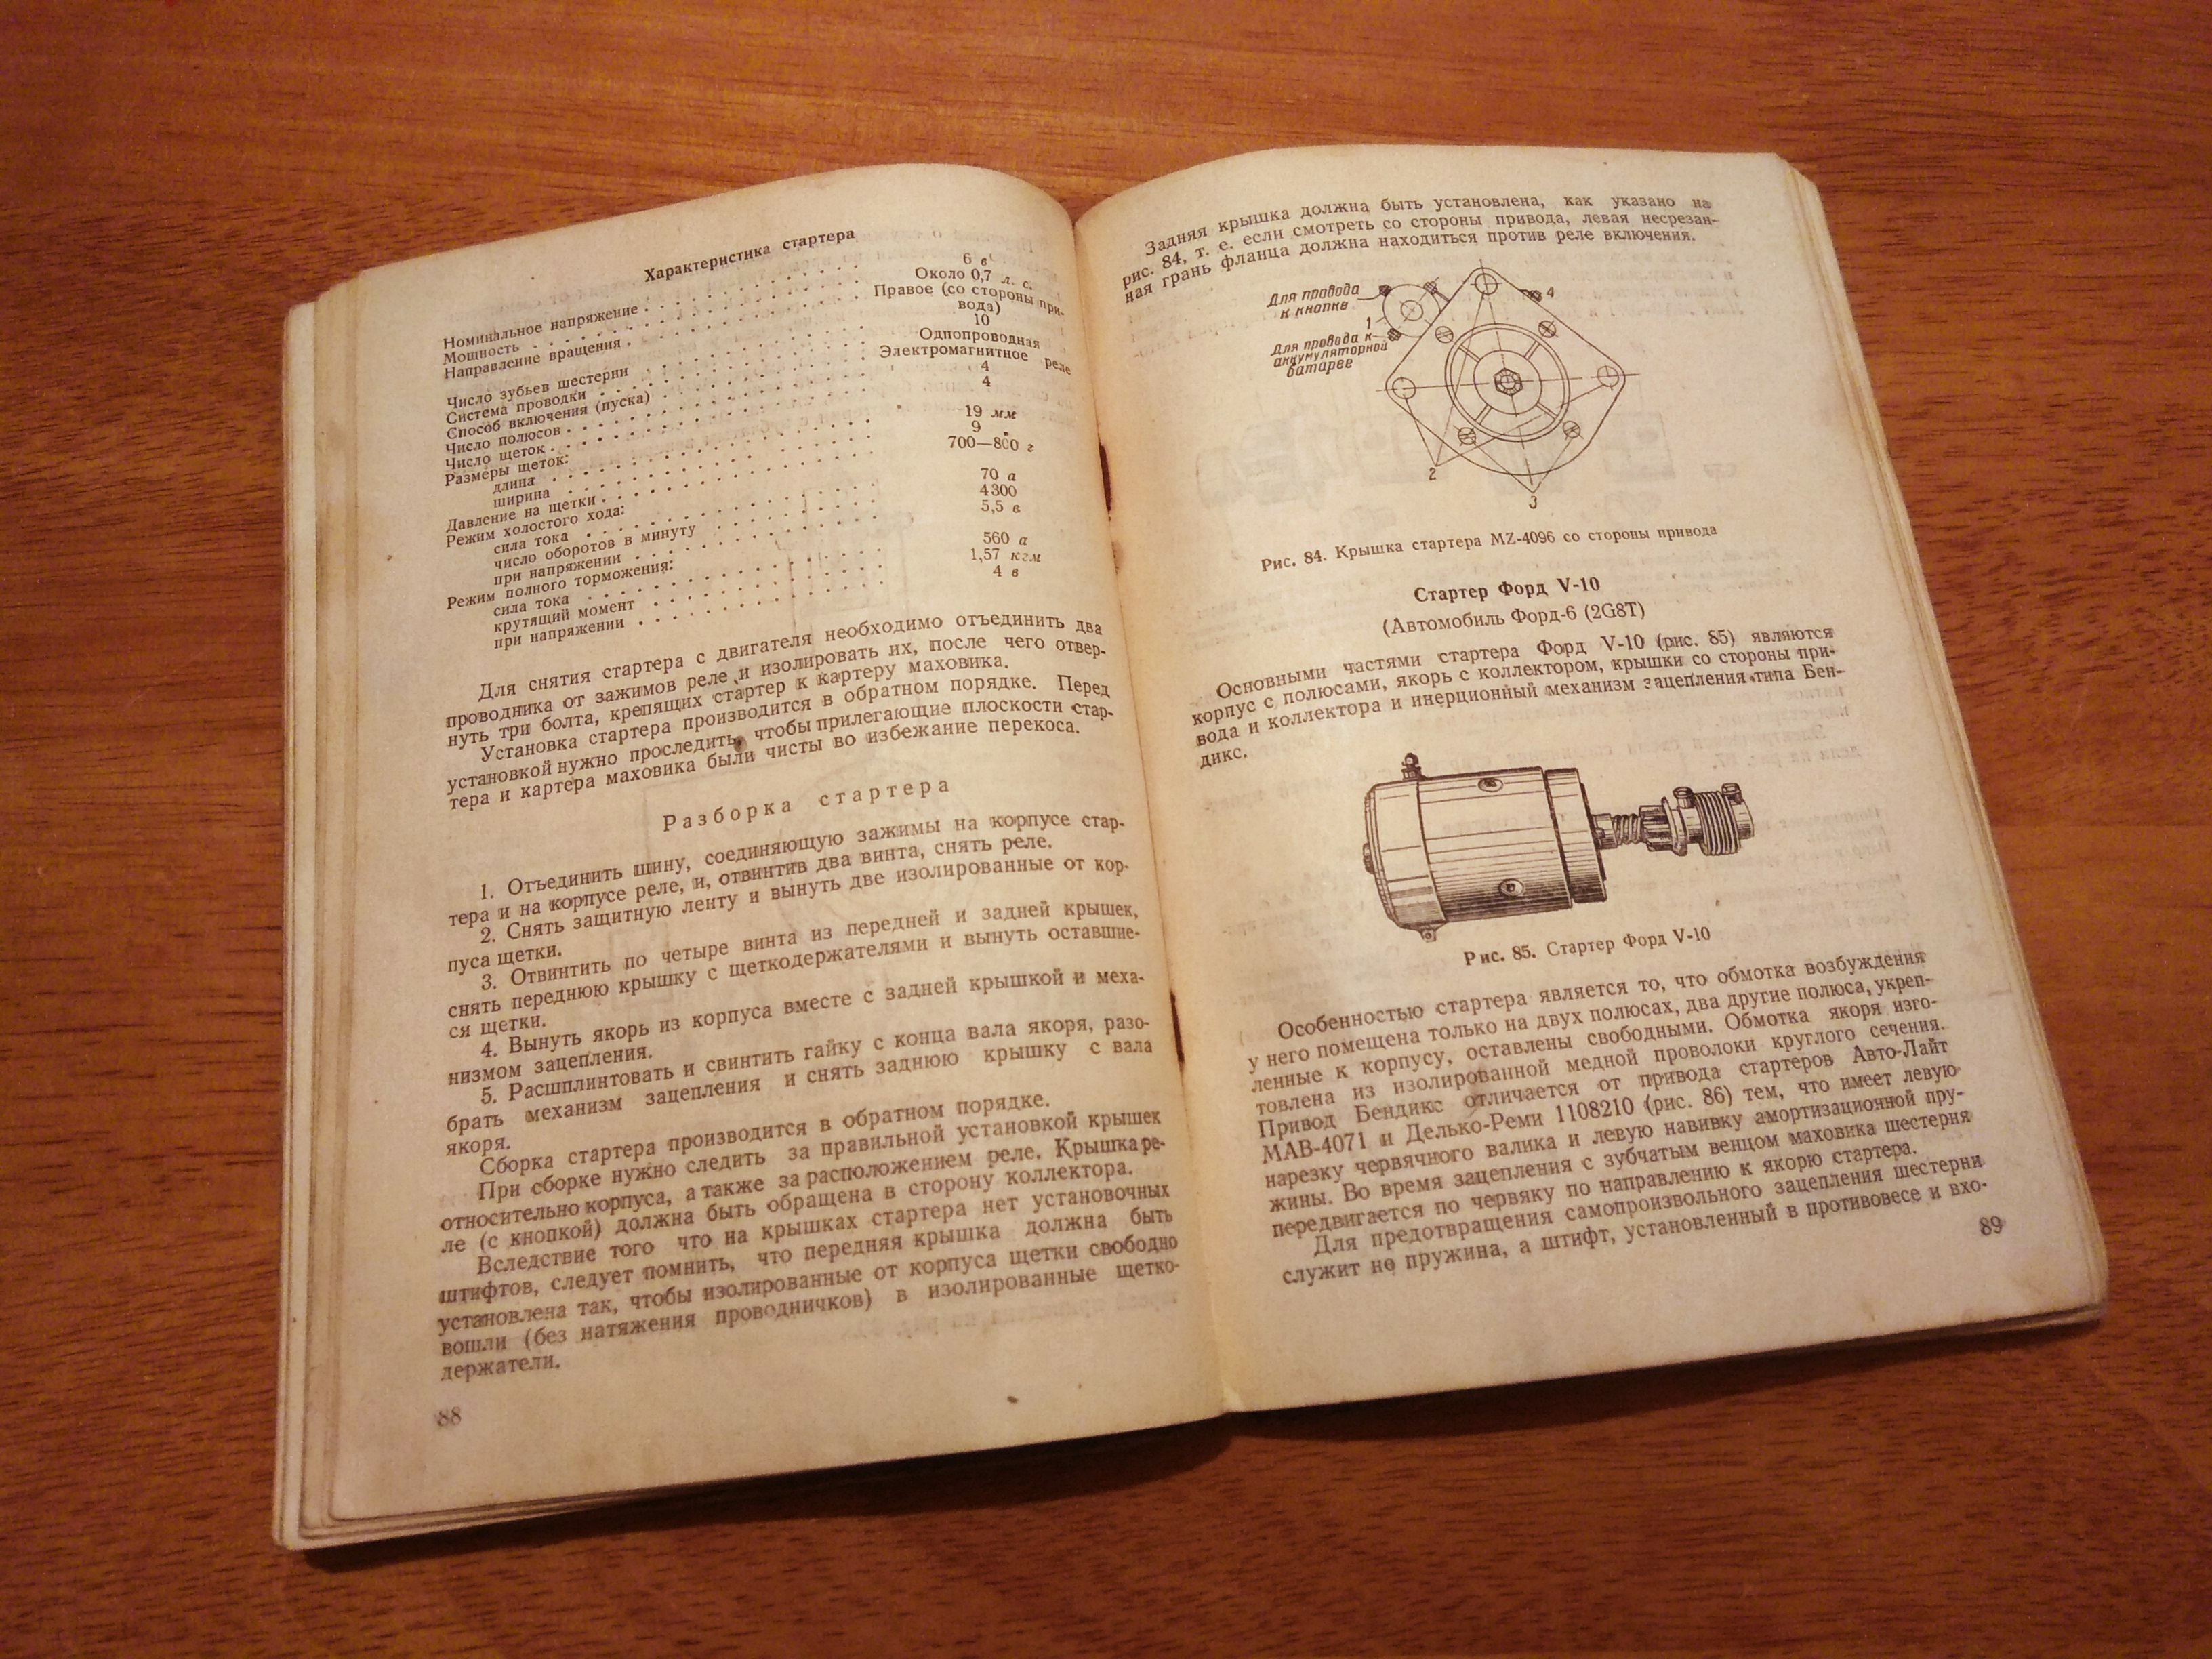 Характеристика стартера
Номинальное напряжение . . . . . . . . . . . 6 в
Мощность . . . . . . . . . . . . . . . . Около 0,7 л. с.
Направление вращения . . . . . . . . . . . . Правое (со стороны при-
вода)
Число зубьев шестерни . . . . . . . . . . . 10
Система проводки . . . . . . . . . . . . . Однопроводная
Способ включения (пуска) . . . . . . . . . . Электромагнитное реле
Число полюсов . . . . . . . . . . . . . . 4
Число щеток . . . . . . . . . . . . . . . 4
Размеры щеток:
длина . . . . . . . . . . . . . . . . 19 мм
ширина . . . . . . . . . . . . . . . 9 „
Давление на щетки . . . . . . . . . . . . . 700—800 г
Режим холостого хода:
сила тока . . . . . . . . . . . . . . 70 а
число оборотов в минуту . . . . . . . . . 4300
при напряжении . . . . . . . . . . . . 5,5 в
Режим полного торможения:
сила тока . . . . . . . . . . . . . . 560 а
крутящий момент . . . . . . . . . . . . 1,57 кгм
при напряжении . . . . . . . . . . . . 4 в
Для снятия стартера с двигателя необходимо отъединить два
проводника от зажимов реле и изолировать их, после чего отвер-
нуть три болта, крепящих стартер к картеру маховика.
Установка стартера производится в обратном порядке. Перед
установкой нужно проследить, чтобы прилегающие плоскости стар-
тера и картера маховика были чисты во избежание перекоса.
Разборка стартера
1. Отъединить шину, соединяющую зажимы на корпусе стар-
тера и на корпусе реле, и, отвинтив два винта, снять реле.
2. Снять защитную ленту и вынуть две изолированные от кор-
пуса щетки.
3. Отвинтить по четыре винта из передней и задней крышек,
снять переднюю крышку с щеткодержателями и вынуть оставшие-
ся щетки.
4. Вынуть якорь из корпуса вместе с задней крышкой и меха-
низмом зацепления.
5. Расшплинтовать и свинтить гайку с конца вала якоря, разо-
брать механизм зацепления и снять заднюю крышку с вала
якоря.
Сборка стартера производится в обратном порядке.
При сборке нужно следить за правильной установкой крышек
относительно корпуса, а также за расположением реле. Крышка ре-
ле (с кнопкой) должна быть обращена в сторону коллектора.
Вследствие того что на крышках стартера нет установочных
штифтов, следует помнить, что передняя крышка должна быть
установлена так, чтобы изолированные от корпуса щетки свободно
вошли (без натяжения проводничков) в изолированные щетко-
держатели.
88
Задняя крышка должна быть установлена, как указано на
рис. 84, т. е. если смотреть со стороны привода, левая несрезан-
ная грань фланца должна находиться против реле включения.
Для провода
к кнопке
1
Для провода к
аккумуляторной
батарее
4
2
3
Рис. 84. Крышка стартера MZ-4096 со стороны привода
Стартер Форд V-10
(Автомобиль Форд-6 (2G8T)
Основными частями стартера Форд V-10 (рис. 85) являются
корпус с полюсами, якорь с коллектором, крышки со стороны при-
вода и коллектора и инерционный механизм зацепления типа Бен-
дикс.
Рис. 85. Стартер Форд V-10
Особенностью стартера является то, что обмотка возбуждения
у него помещена только на двух полюсах, два другие полюса, укреп-
ленные к корпусу, оставлены свободными. Обмотка якоря изго-
товлена из изолированной медной проволоки круглого сечения.
Привод Бендикс отличается от привода стартеров Авто-Лайт
МАВ-4071 и Делько-Реми 1108210 (рис. 86) тем, что имеет левую
нарезку червячного валика и левую навивку амортизационной пру-
жины. Во время зацепления с зубчатым венцом маховика шестерня
передвигается по червяку по направлению к якорю стартера.
Для предотвращения самопроизвольного зацепления шестерни
служит не пружина, а штифт, установленный в противовесе и вхо-
89